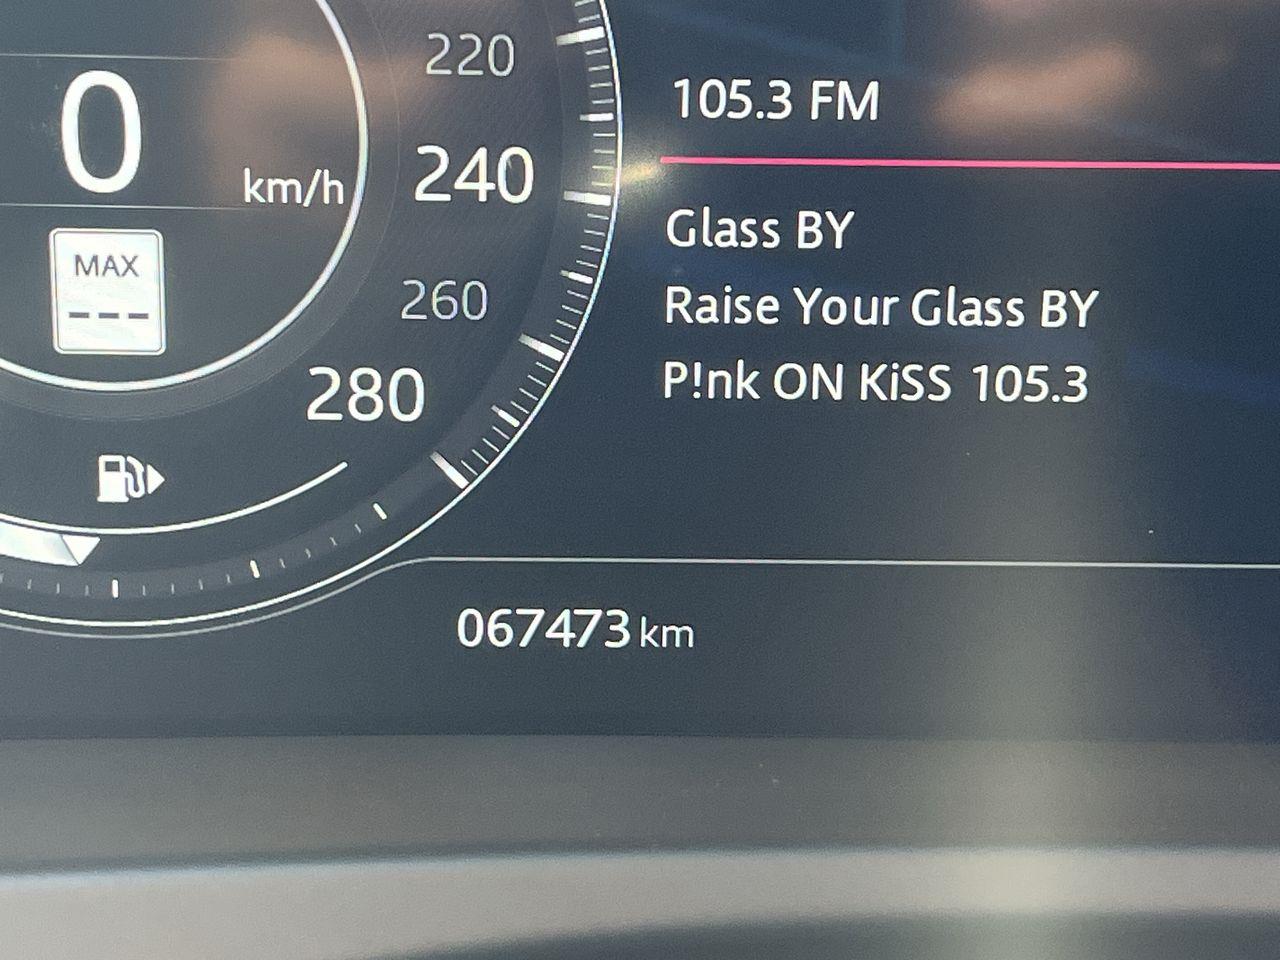 0
km/h
MAX
---
220
240
260
280
105.3 FM
Glass BY
Raise Your Glass BY
P!nk ON KiSS 105.3
067473 km